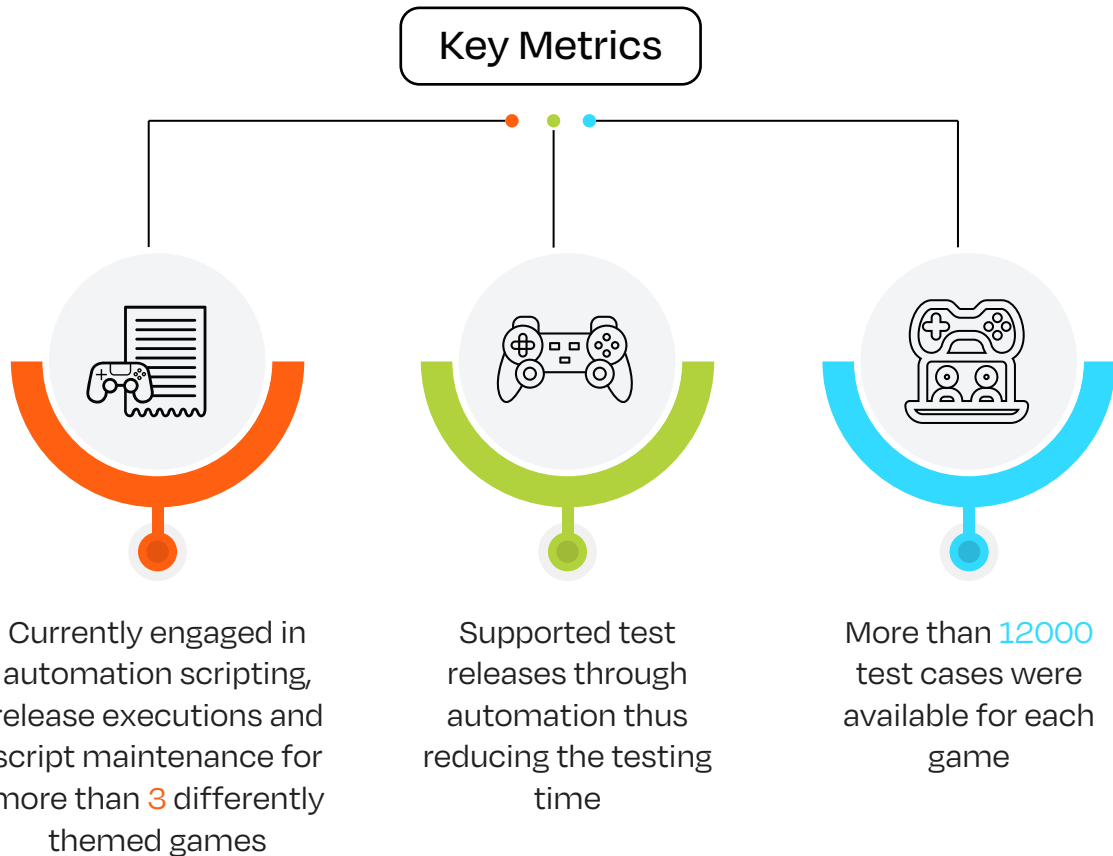 Key Metrics
Currently engaged in
automation scripting,
release executions and
script maintenance for
more than 3 differently
themed games
Supported test
releases through
automation thus
reducing the testing
time
More than 12000
test cases were
available for each
game